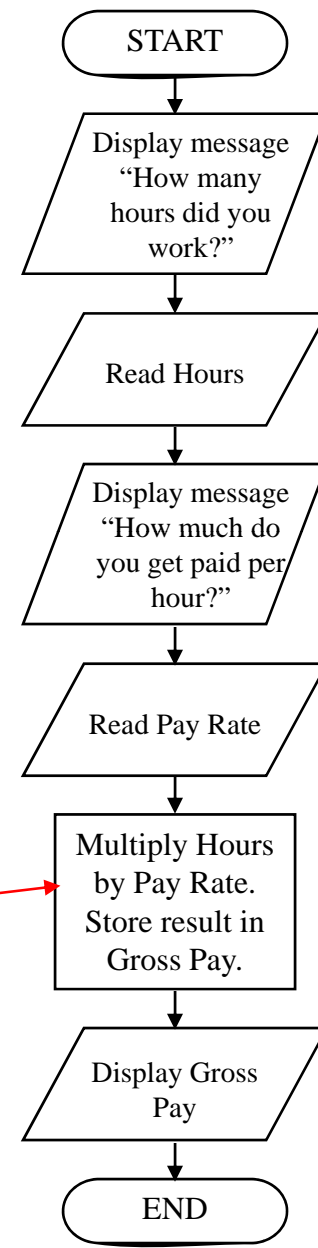 START
Display message
“How many
hours did you
work?”
Read Hours
Display message
“How much do
you get paid per
hour?”
Read Pay Rate
Multiply Hours
by Pay Rate.
Store result in
Gross Pay.
Display Gross
Pay
END